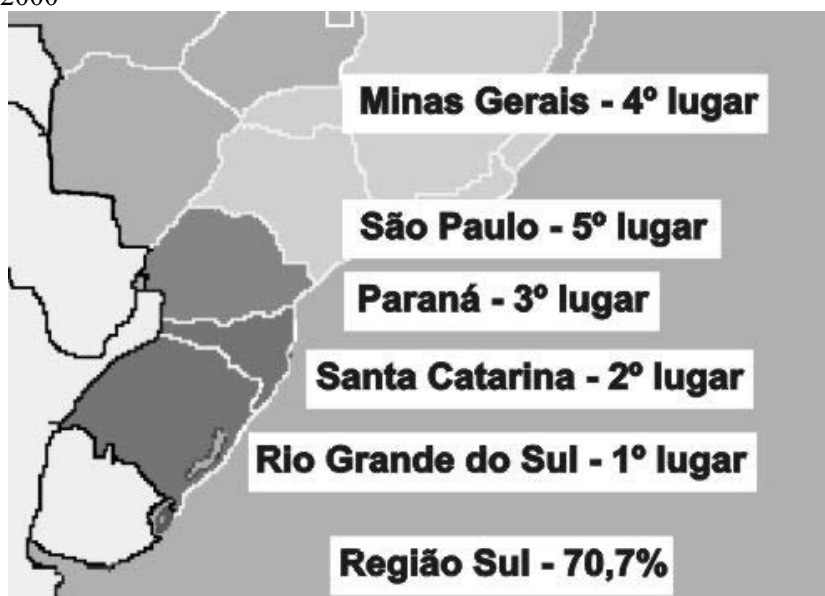 2000
Minas Gerais - 4º lugar
São Paulo - 5º lugar
Paraná - 3º lugar
Santa Catarina - 2º lugar
Rio Grande do Sul - 1º lugar
Região Sul - 70,7%